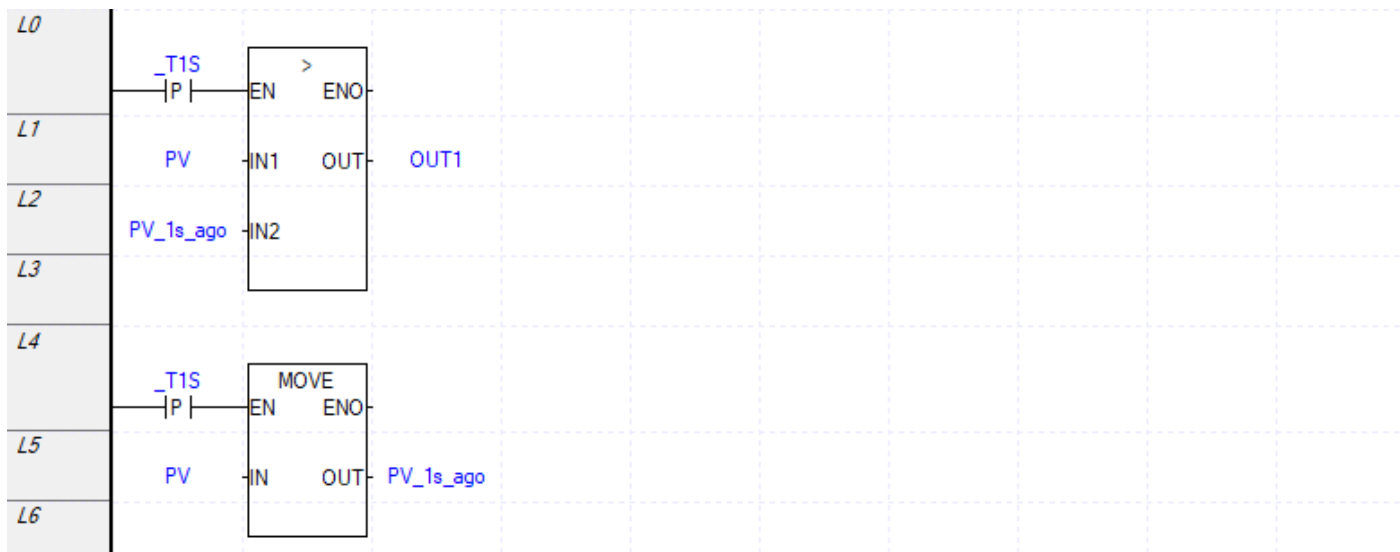 L0
_T1S >
P EN ENO
L1
PV IN1 OUT OUT1
L2
PV_1s_ago IN2
L3
L4
_T1S MOVE
P EN ENO
L5
PV IN OUT PV_1s_ago
L6